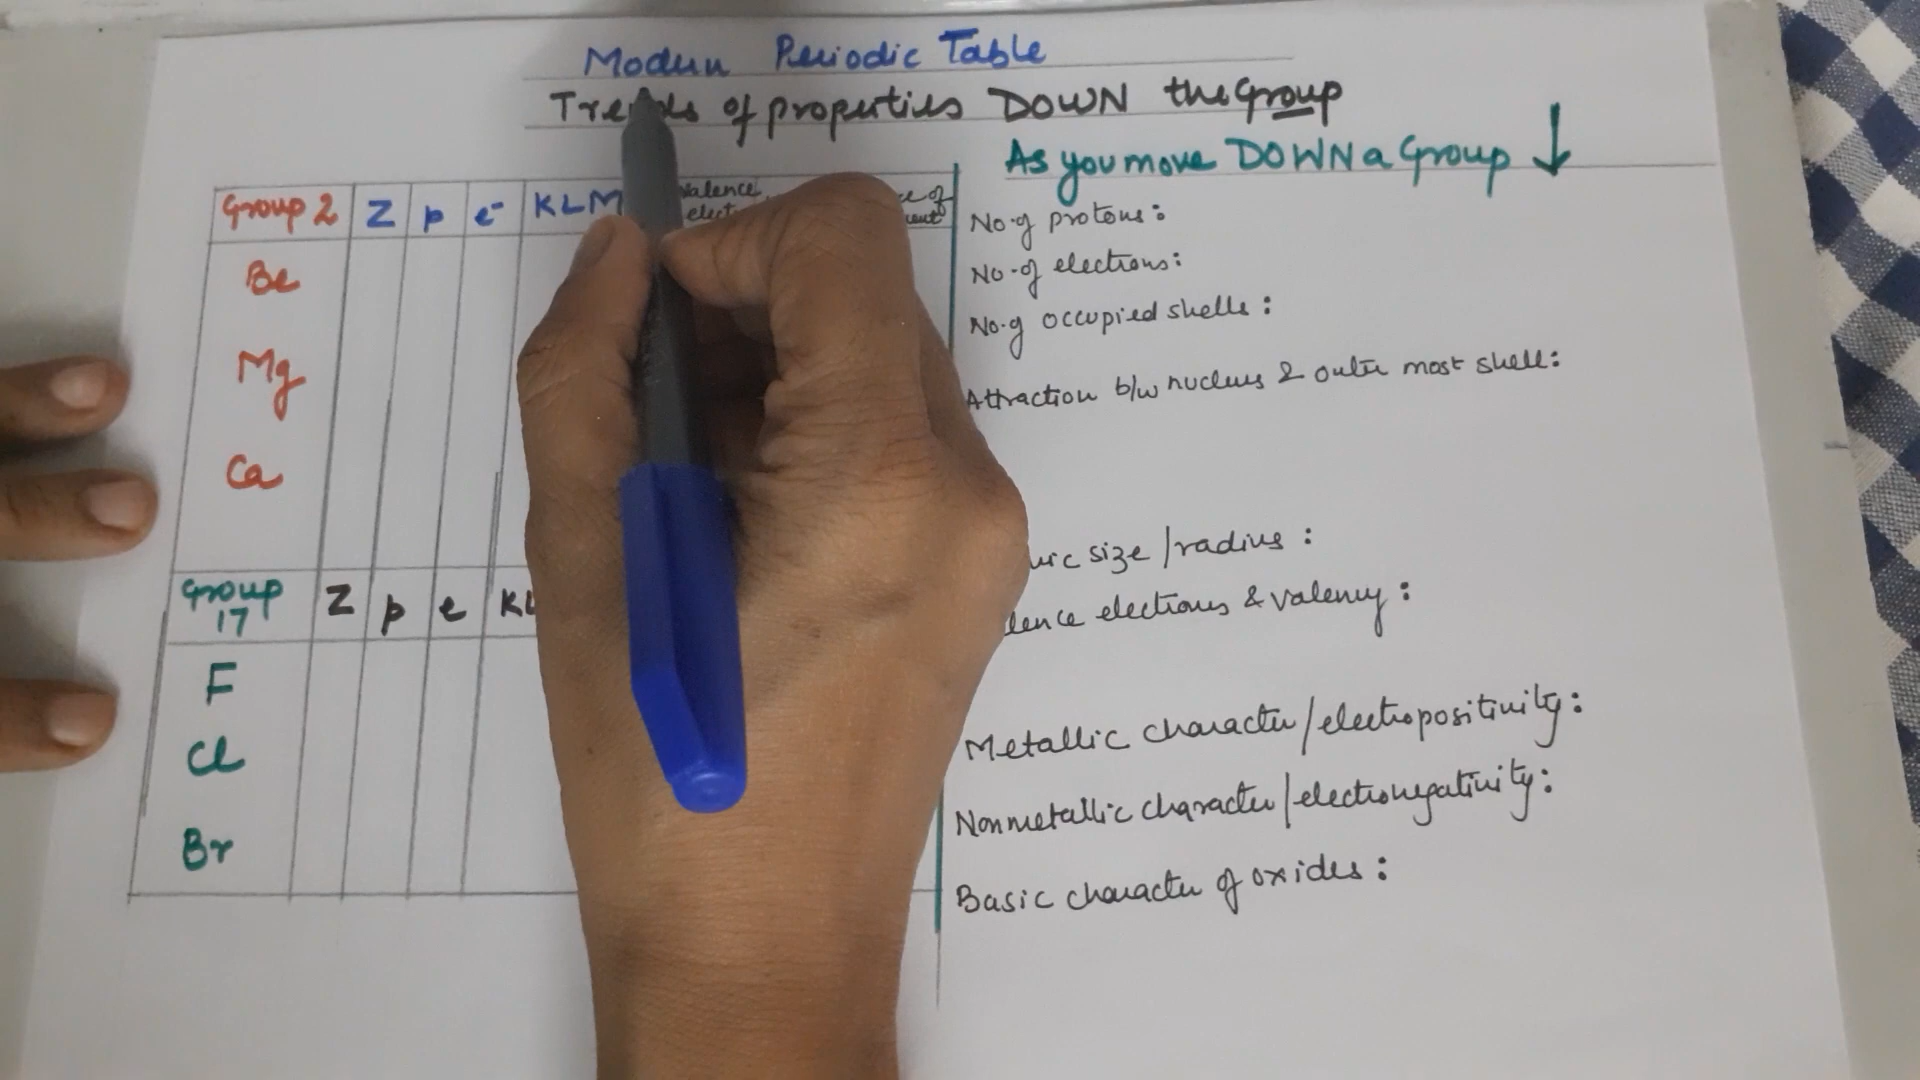 Modern Periodic Table
Trends of properties DOWN the Group
As you move DOWN a Group ↓
Group 2 Z p e⁻ KLM
Be
Mg
Ca
Group 17 Z p e
F
Cl
Br
No. of protons:
No. of electrons:
No. of occupied shells:
Attraction b/w nucleus & outer most shell:
size/radius:
electrons & valency:
Metallic character/electropositivity:
Nonmetallic character/electronegativity:
Basic character of oxides: